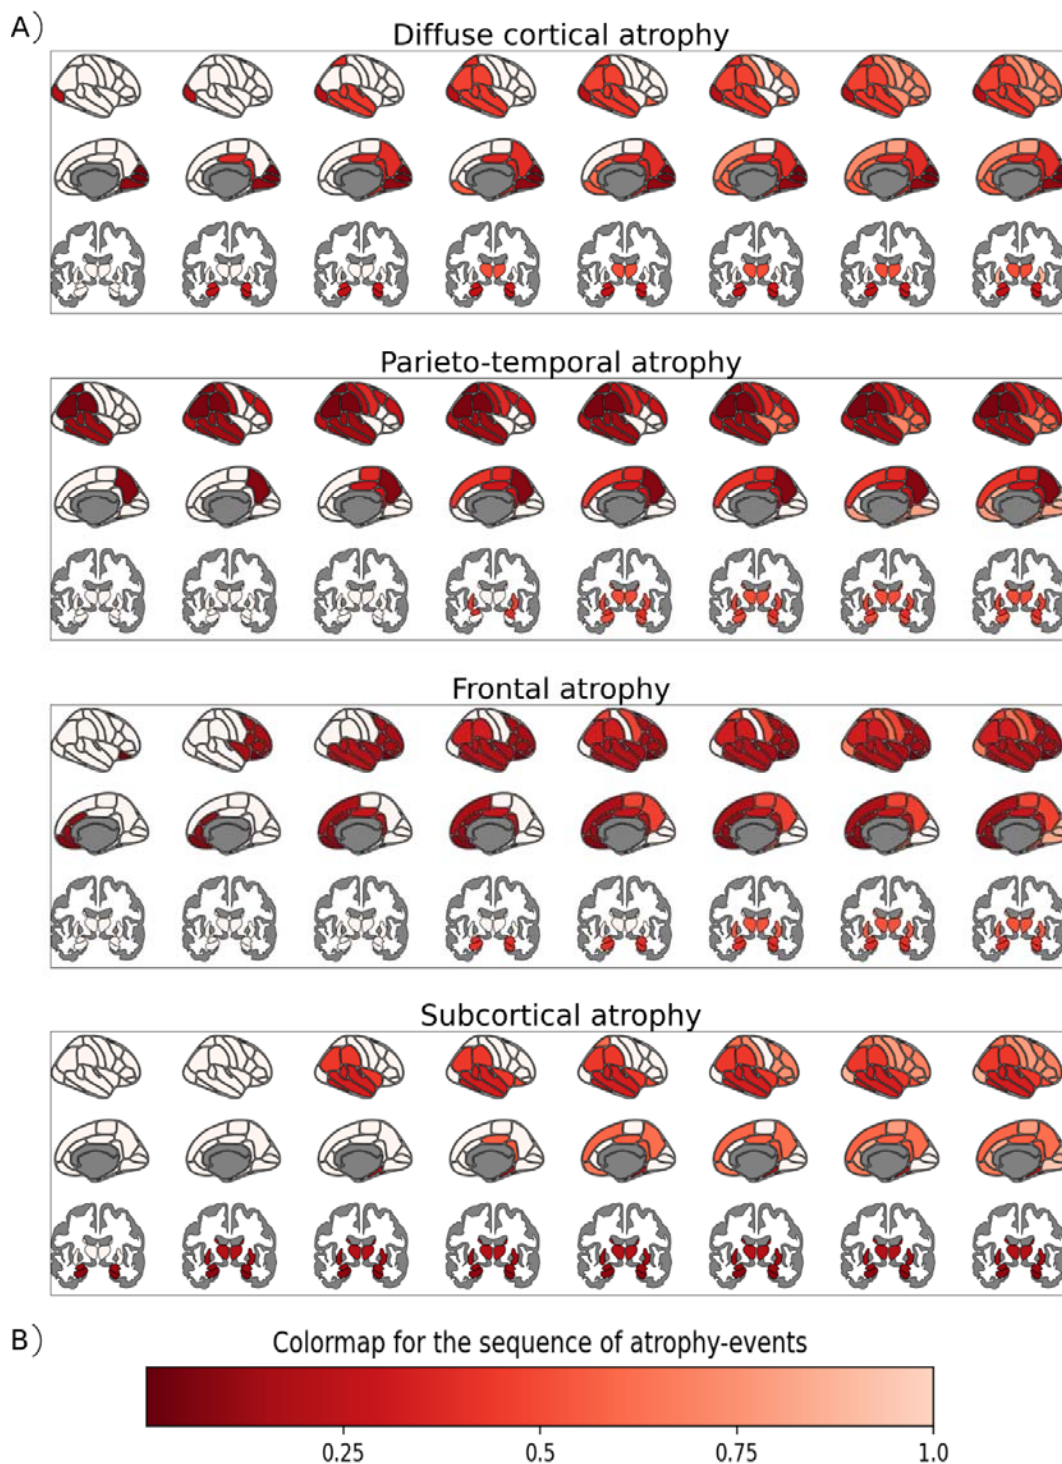 A)
Diffuse cortical atrophy
Parieto-temporal atrophy
Frontal atrophy
Subcortical atrophy
B)
Colormap for the sequence of atrophy-events
0.25 0.5 0.75 1.0